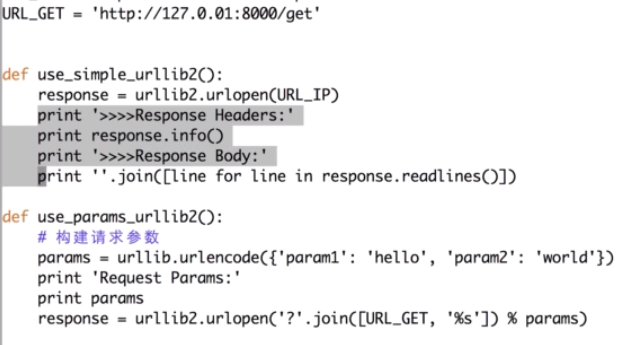 URL_GET = 'http://127.0.01:8000/get'
def use_simple_urllib2():
response = urllib2.urlopen(URL_IP)
print '>>>>Response Headers:'
print response.info()
print '>>>>Response Body:'
print ''.join([line for line in response.readlines()])
def use_params_urllib2():
# 构建请求参数
params = urllib.urlencode({'param1': 'hello', 'param2': 'world'})
print 'Request Params:'
print params
response = urllib2.urlopen('?'.join([URL_GET, '%s']) % params)